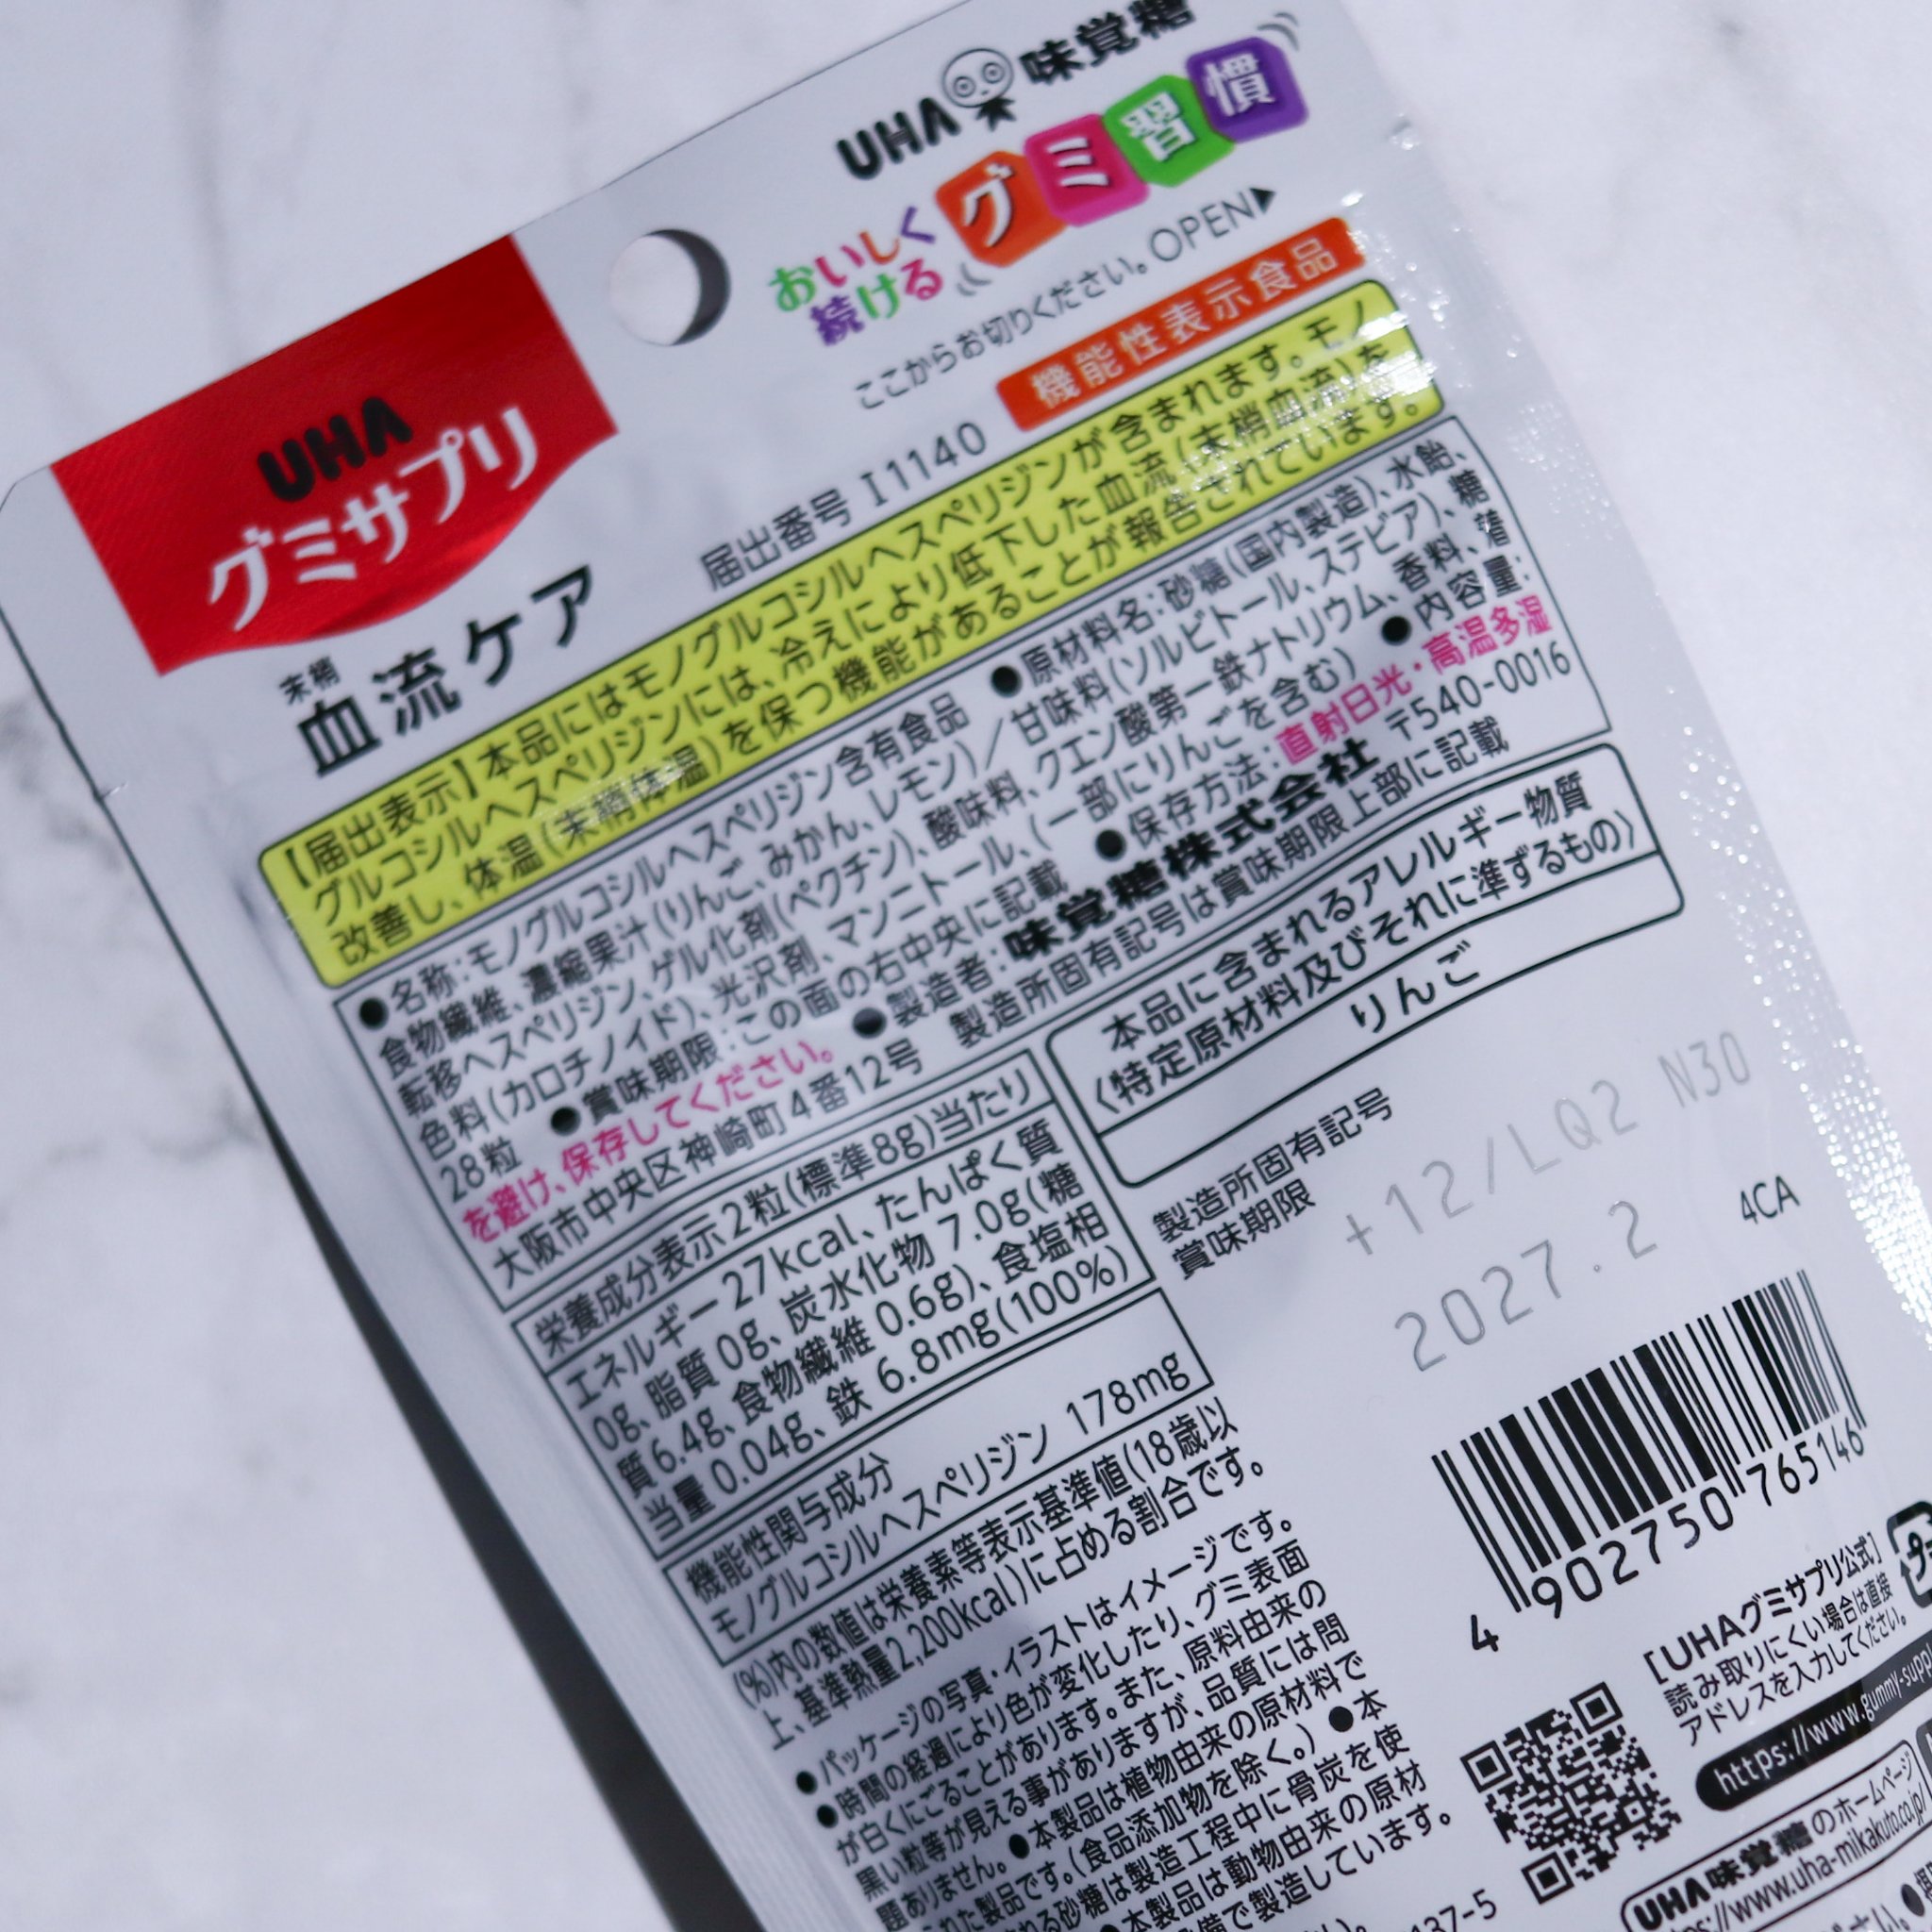 UHA 味覚糖
おいしく
続ける
グミ習慣
ここからお切りください。OPEN▶
UHA
グミサプリ
末梢
血流ケア
届出番号 I1140
機能性表示食品
【届出表示】本品にはモノグルコシルヘスペリジンが含まれます。モノ
グルコシルヘスペリジンには、冷えにより低下した血流(末梢血流)を
改善し、体温(末梢体温)を保つ機能があることが報告されています。
●名称:モノグルコシルヘスペリジン含有食品 ●原材料名:砂糖(国内製造)、水飴、
食物繊維、濃縮果汁(りんご、みかん、レモン)/甘味料(ソルビトール、ステビア)、糖
転移ヘスペリジン、ゲル化剤(ペクチン)、酸味料、クエン酸第一鉄ナトリウム、香料、着
色料(カロチノイド)、光沢剤、マンニトール、(一部にりんごを含む) ●内容量:
28粒 ●賞味期限:この面の右中央に記載 ●保存方法:直射日光・高温多湿
を避け、保存してください。 ●製造者:味覚糖株式会社 〒540-0016
大阪市中央区神崎町4番12号 製造所固有記号は賞味期限上部に記載
栄養成分表示2粒(標準8g)当たり
エネルギー 27kcal、たんぱく質
0g、脂質 0g、炭水化物 7.0g(糖
質6.4g、食物繊維 0.6g)、食塩相
当量 0.04g、鉄 6.8mg(100%)
機能性関与成分
モノグルコシルヘスペリジン 178mg
(%)内の数値は栄養素等表示基準値(18歳以
上、基準熱量2,200kcal)に占める割合です。
●パッケージの写真・イラストはイメージです。
●時間の経過により色が変化したり、グミ表面
が白くにごることがあります。また、原料由来の
黒い粒等が見える事がありますが、品質には問
題ありません。●本製品は植物由来の原材料で
られた製品です。(食品添加物を除く。) ●本
れる砂糖は製造工程中に骨炭を使
●本製品は動物由来の原材
備で製造しています。
本品に含まれるアレルギー物質
〈特定原材料及びそれに準ずるもの〉
りんご
製造所固有記号
賞味期限
+12/LQ2 N30
2027.2
4CA
4 902750 765146
[UHAグミサプリ公式]
読み取りにくい場合は直接
アドレスを入力してください。
https://www.gummy-suppl
UHA味覚糖のホームページ
//www.uha-mikakuto.co.jp/
137-5